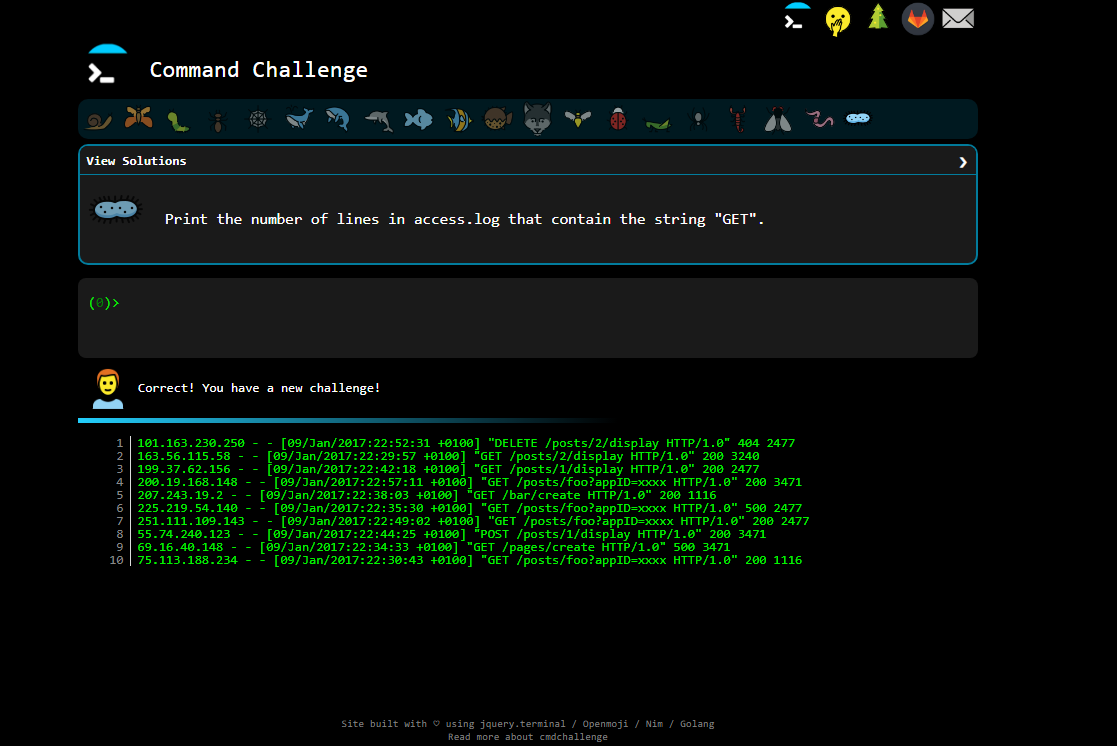 Command Challenge
View Solutions ❯
Print the number of lines in access.log that contain the string "GET".
(0)>
Correct! You have a new challenge!
1 101.163.230.250 - - [09/Jan/2017:22:52:31 +0100] "DELETE /posts/2/display HTTP/1.0" 404 2477
2 163.56.115.58 - - [09/Jan/2017:22:29:57 +0100] "GET /posts/2/display HTTP/1.0" 200 3240
3 199.37.62.156 - - [09/Jan/2017:22:42:18 +0100] "GET /posts/1/display HTTP/1.0" 200 2477
4 200.19.168.148 - - [09/Jan/2017:22:57:11 +0100] "GET /posts/foo?appID=xxxx HTTP/1.0" 200 3471
5 207.243.19.2 - - [09/Jan/2017:22:38:03 +0100] "GET /bar/create HTTP/1.0" 200 1116
6 225.219.54.140 - - [09/Jan/2017:22:35:30 +0100] "GET /posts/foo?appID=xxxx HTTP/1.0" 500 2477
7 251.111.109.143 - - [09/Jan/2017:22:49:02 +0100] "GET /posts/foo?appID=xxxx HTTP/1.0" 200 2477
8 55.74.240.123 - - [09/Jan/2017:22:44:25 +0100] "POST /posts/1/display HTTP/1.0" 200 3471
9 69.16.40.148 - - [09/Jan/2017:22:34:33 +0100] "GET /pages/create HTTP/1.0" 500 3471
10 75.113.188.234 - - [09/Jan/2017:22:30:43 +0100] "GET /posts/foo?appID=xxxx HTTP/1.0" 200 1116
Site built with ♡ using jquery.terminal / Openmoji / Nim / Golang
Read more about cmdchallenge